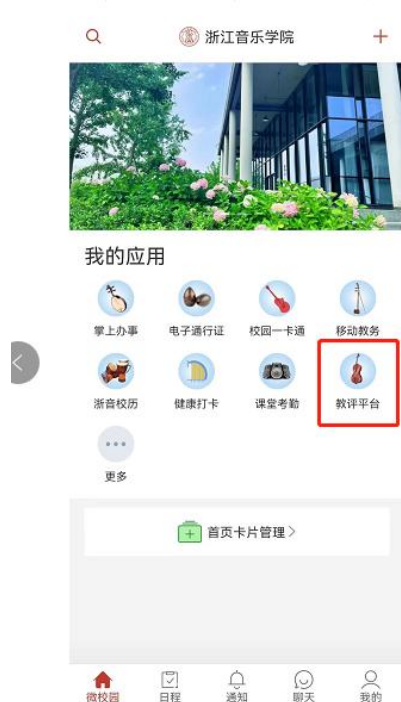 浙江音乐学院
我的应用
掌上办事 电子通行证 校园一卡通 移动教务
浙音校历 健康打卡 课堂考勤 教评平台
更多
首页卡片管理
微校园 日程 通知 聊天 我的